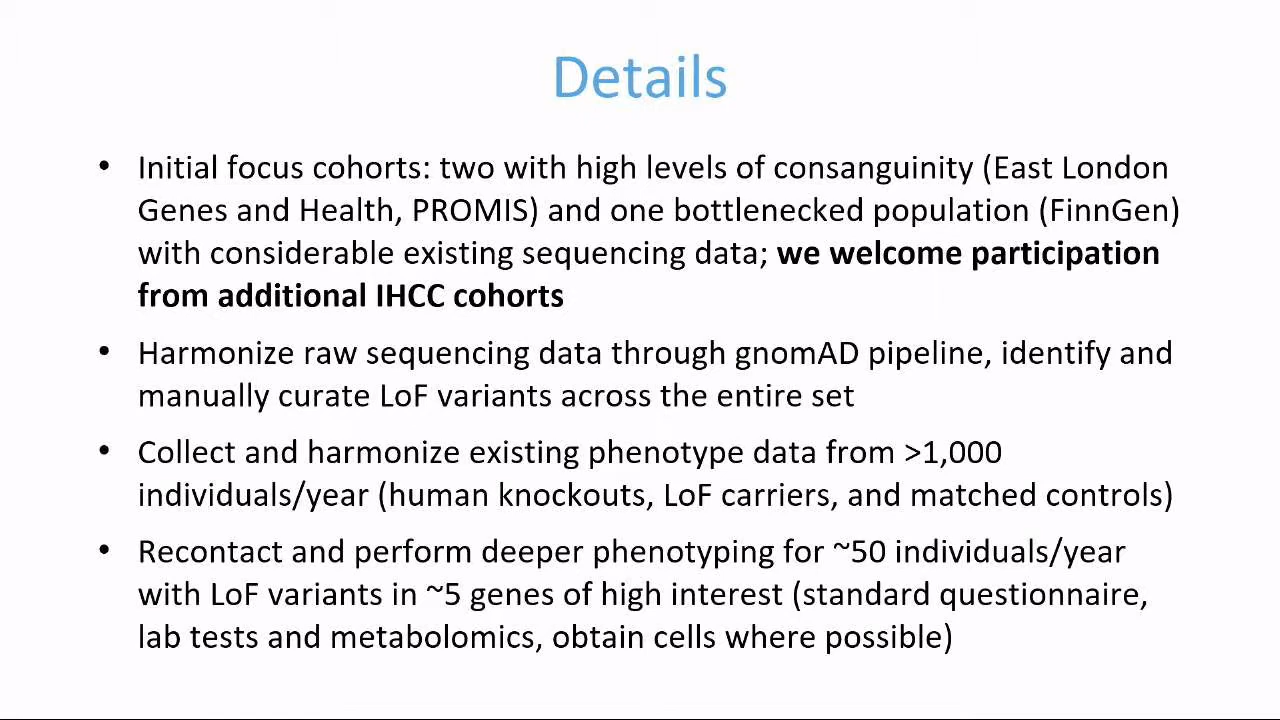 Details
• Initial focus cohorts: two with high levels of consanguinity (East London
Genes and Health, PROMIS) and one bottlenecked population (FinnGen)
with considerable existing sequencing data; we welcome participation
from additional IHCC cohorts
• Harmonize raw sequencing data through gnomAD pipeline, identify and
manually curate LoF variants across the entire set
• Collect and harmonize existing phenotype data from >1,000
individuals/year (human knockouts, LoF carriers, and matched controls)
• Recontact and perform deeper phenotyping for ~50 individuals/year
with LoF variants in ~5 genes of high interest (standard questionnaire,
lab tests and metabolomics, obtain cells where possible)